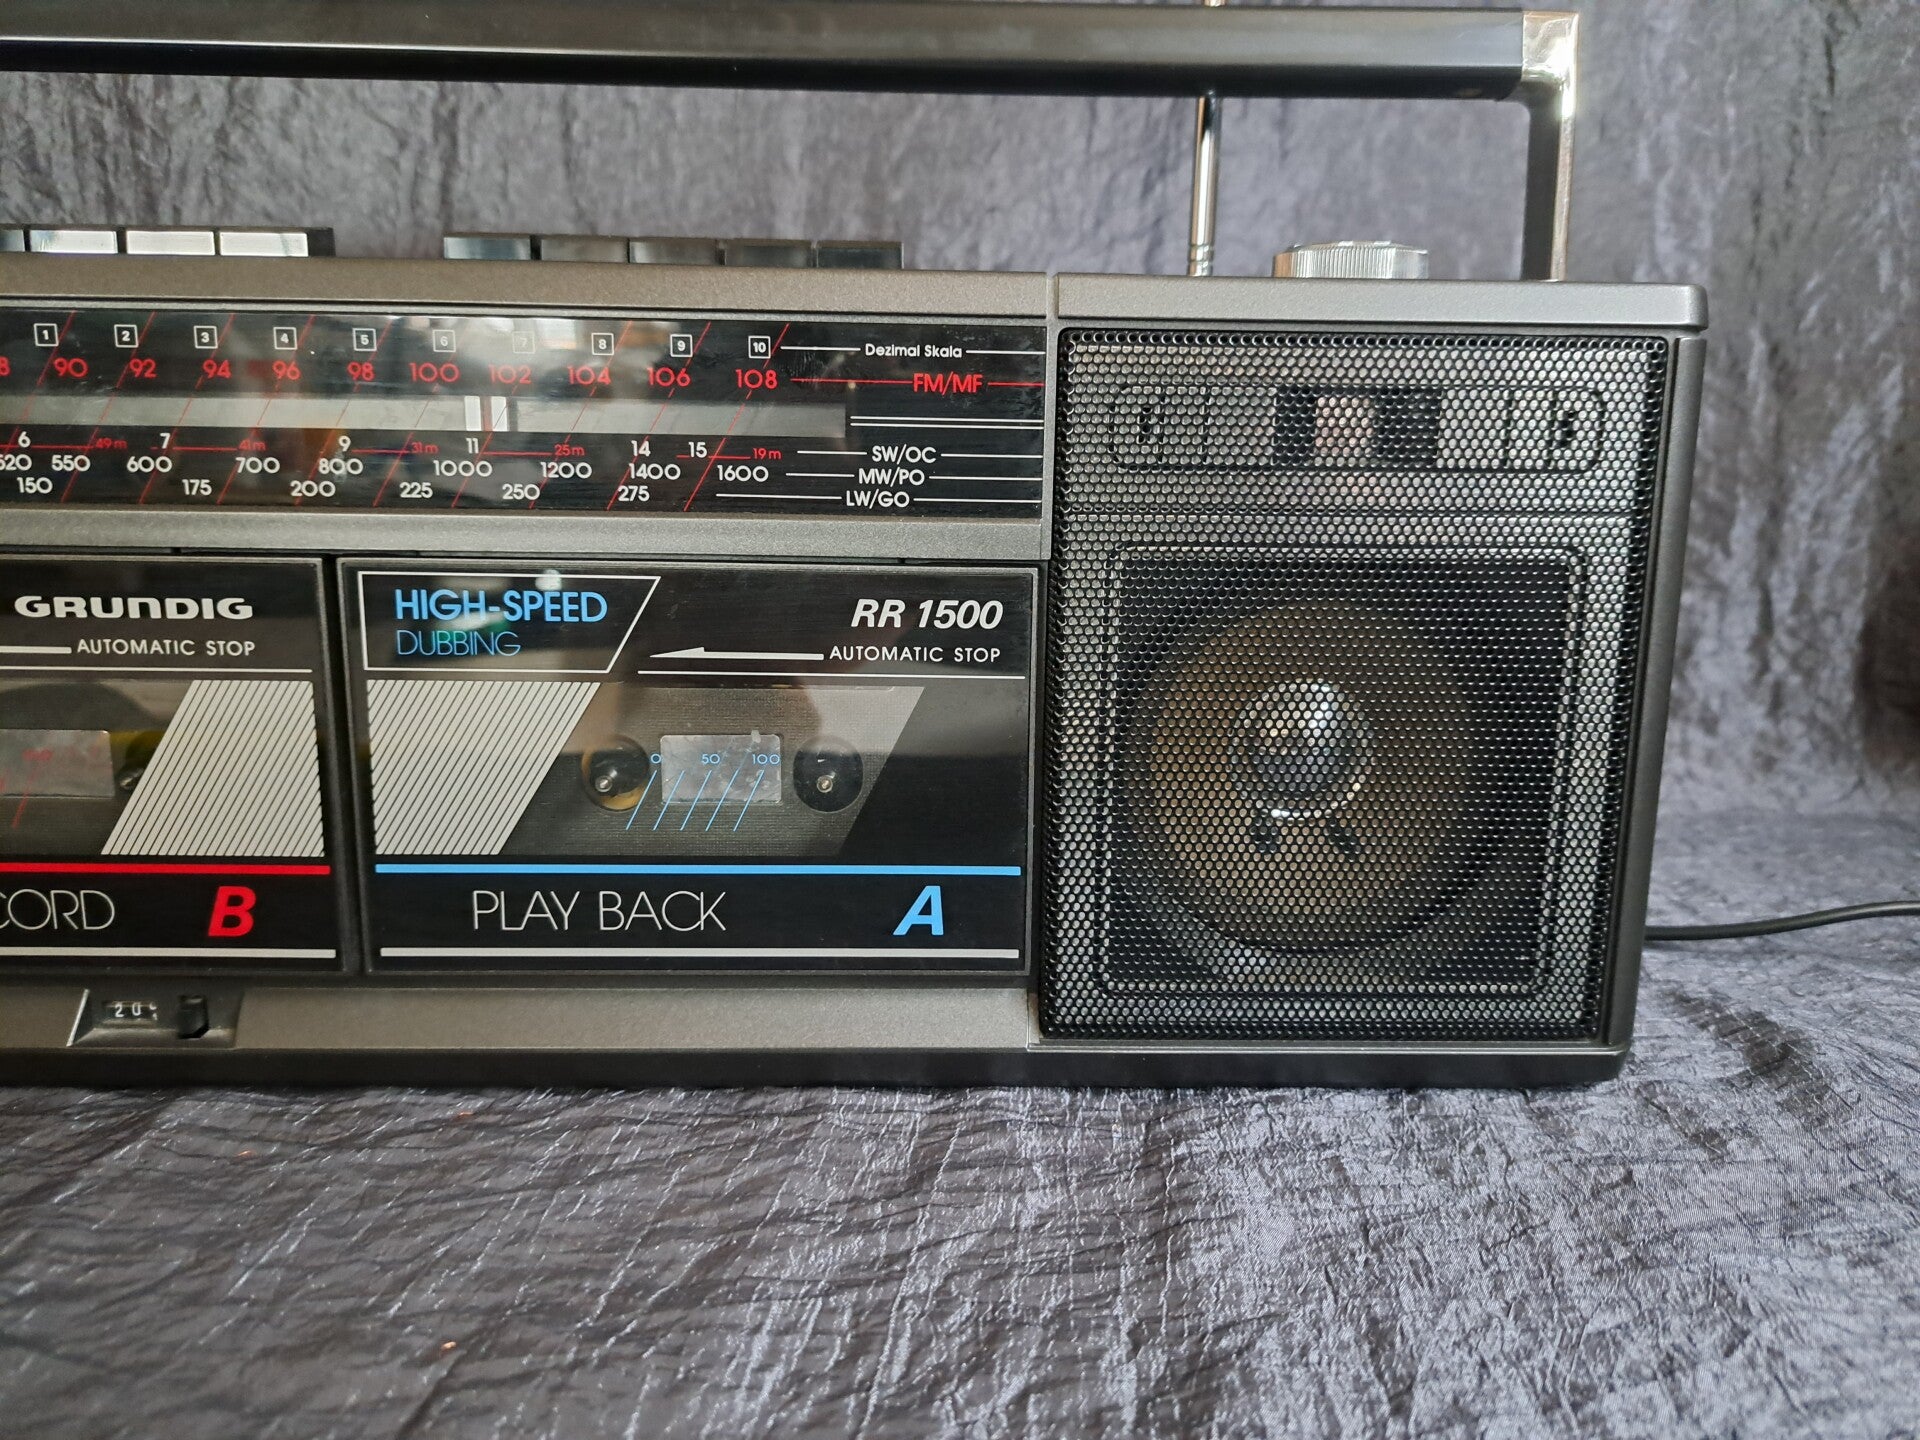 1 2 3 4 5 6 7 8 9 10 Dezimal Skala
8 90 92 94 96 98 100 102 104 106 108 FM/MF
6 49m 7 41m 9 31m 11 25m 14 15 19m SW/OC
520 550 600 700 800 1000 1200 1400 1600 MW/PO
150 175 200 225 250 275 LW/GO
GRUNDIG
AUTOMATIC STOP
CORD B
HIGH-SPEED
DUBBING
RR 1500
AUTOMATIC STOP
0 50 100
PLAY BACK A
20